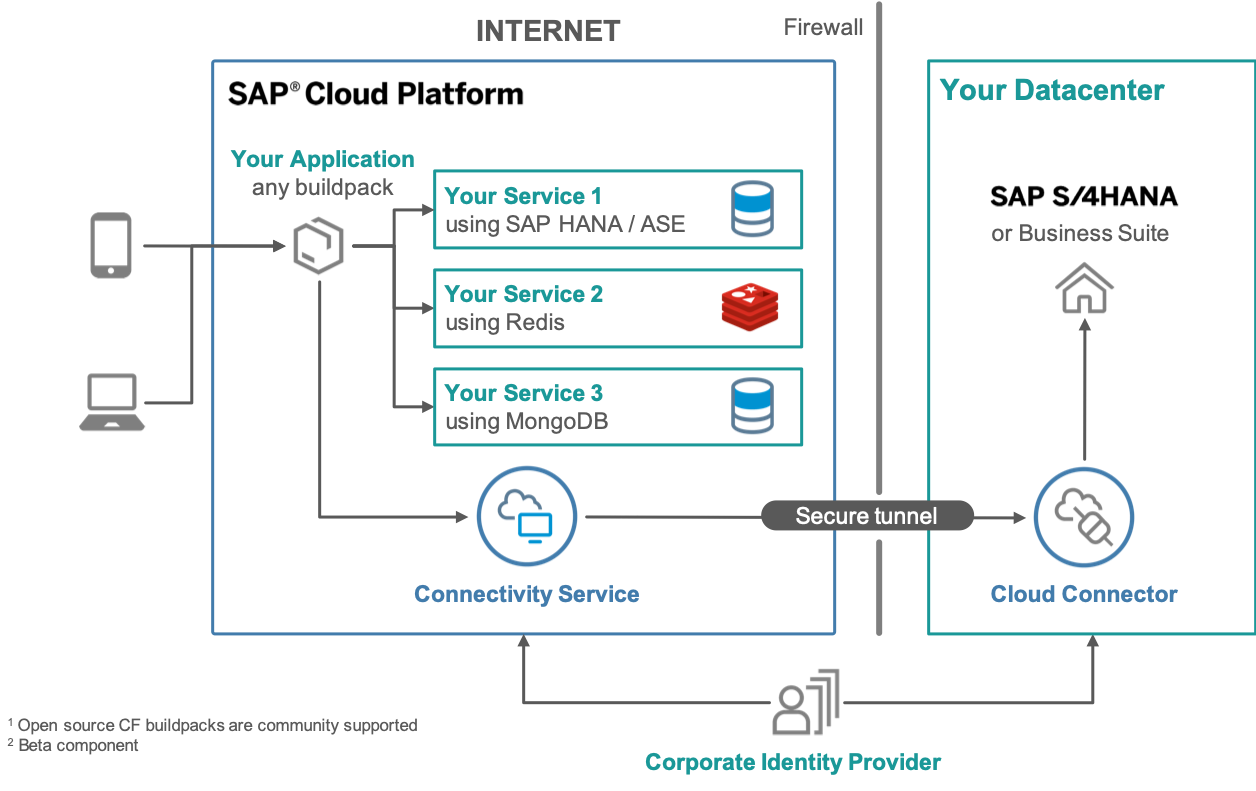 INTERNET
Firewall
SAP® Cloud Platform
Your Datacenter
Your Application
any buildpack
Your Service 1
using SAP HANA / ASE
SAP S/4HANA
or Business Suite
Your Service 2
using Redis
Your Service 3
using MongoDB
Secure tunnel
Connectivity Service
Cloud Connector
¹ Open source CF buildpacks are community supported
² Beta component
Corporate Identity Provider